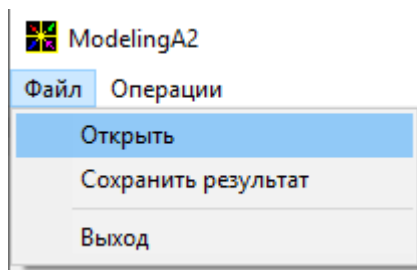 ModelingA2
Файл Операции
Открыть
Сохранить результат
Выход